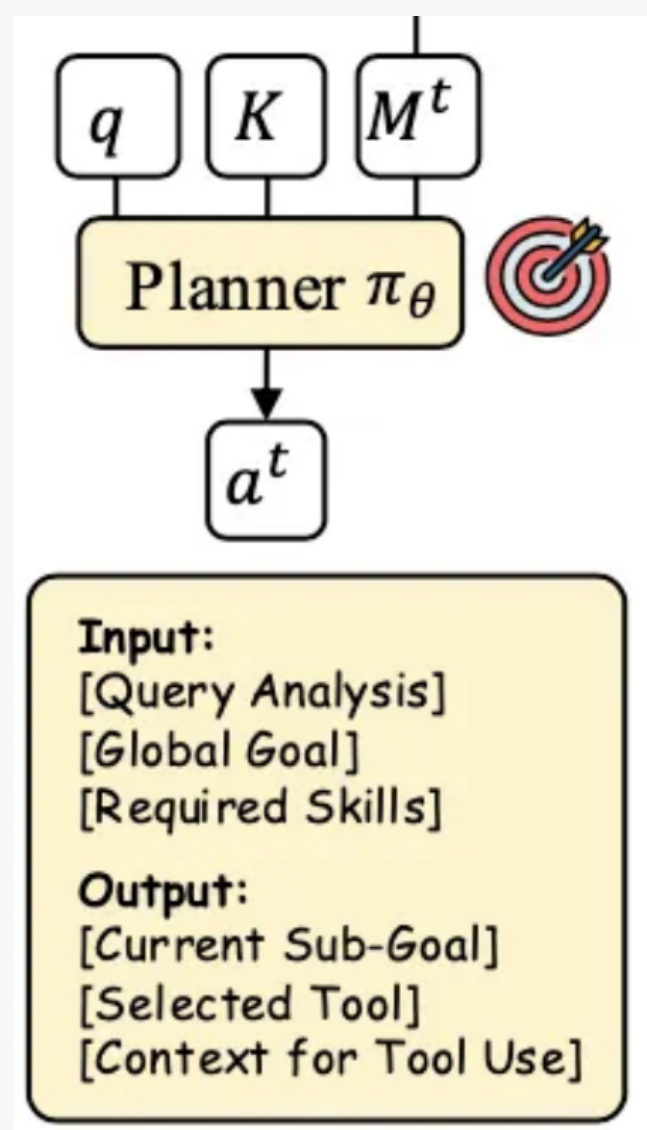 q K M^t
Planner π_θ
a^t
Input:
[Query Analysis]
[Global Goal]
[Required Skills]
Output:
[Current Sub-Goal]
[Selected Tool]
[Context for Tool Use]